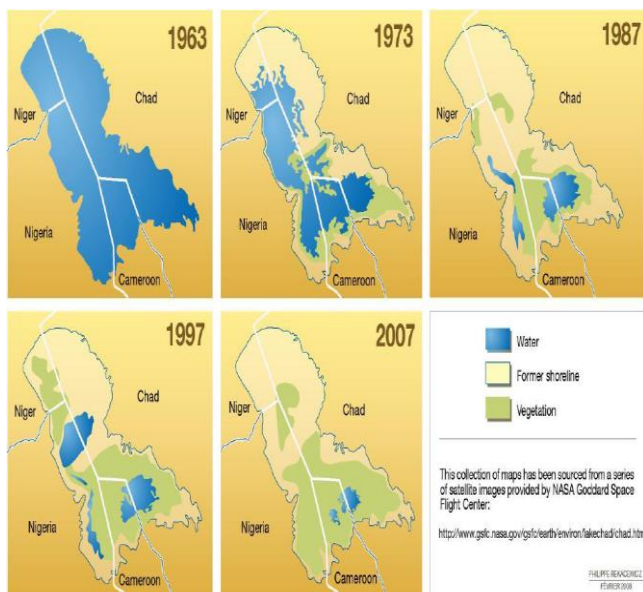 1963
Chad
Niger
Nigeria
Cameroon
1973
Chad
Niger
Nigeria
Cameroon
1987
Chad
Niger
Nigeria
Cameroon
1997
Chad
Niger
Nigeria
Cameroon
2007
Chad
Niger
Nigeria
Cameroon
Water
Former shoreline
Vegetation
This collection of maps has been sourced from a series
of satellite images provided by NASA Goddard Space
Flight Center:
http://www.gsfc.nasa.gov/gsfc/earth/environ/lakechad/chad.htm
PHILIPPE REKACEWICZ
FÉVRIER 2008